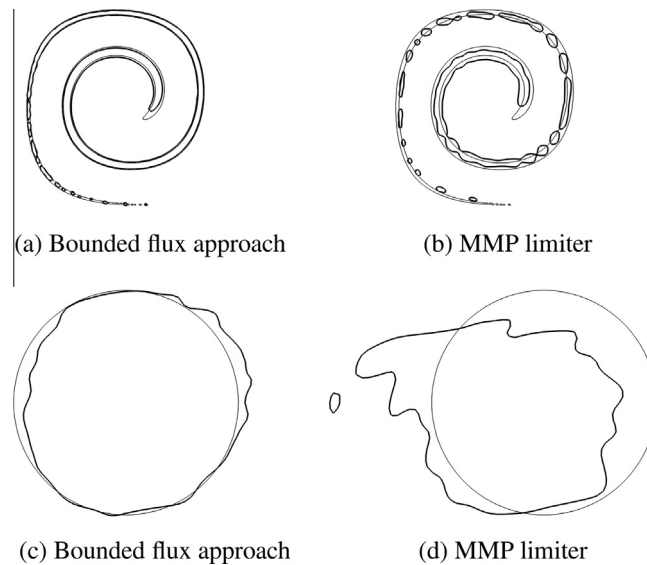 (a) Bounded flux approach
(b) MMP limiter
(c) Bounded flux approach
(d) MMP limiter